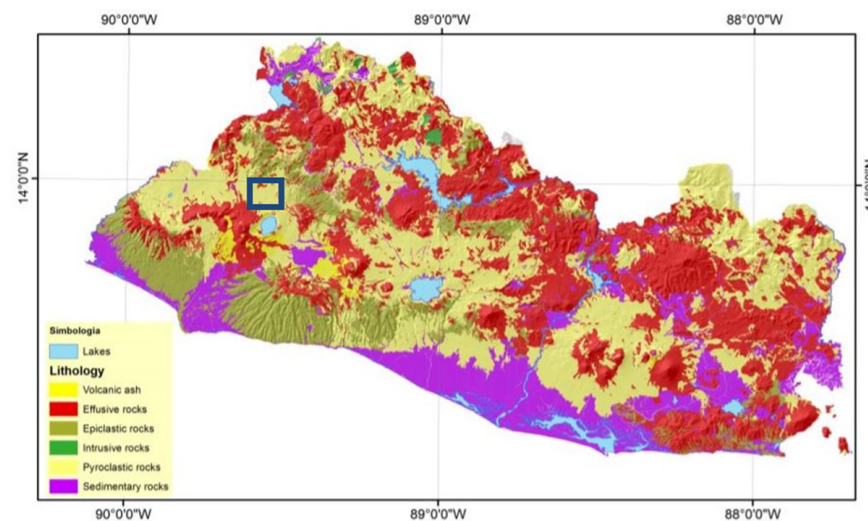 90°0'0"W 89°0'0"W 88°0'0"W
14°0'0"N
Simbologia
Lakes
Lithology
Volcanic ash
Effusive rocks
Epiclastic rocks
Intrusive rocks
Pyroclastic rocks
Sedimentary rocks
90°0'0"W 89°0'0"W 88°0'0"W